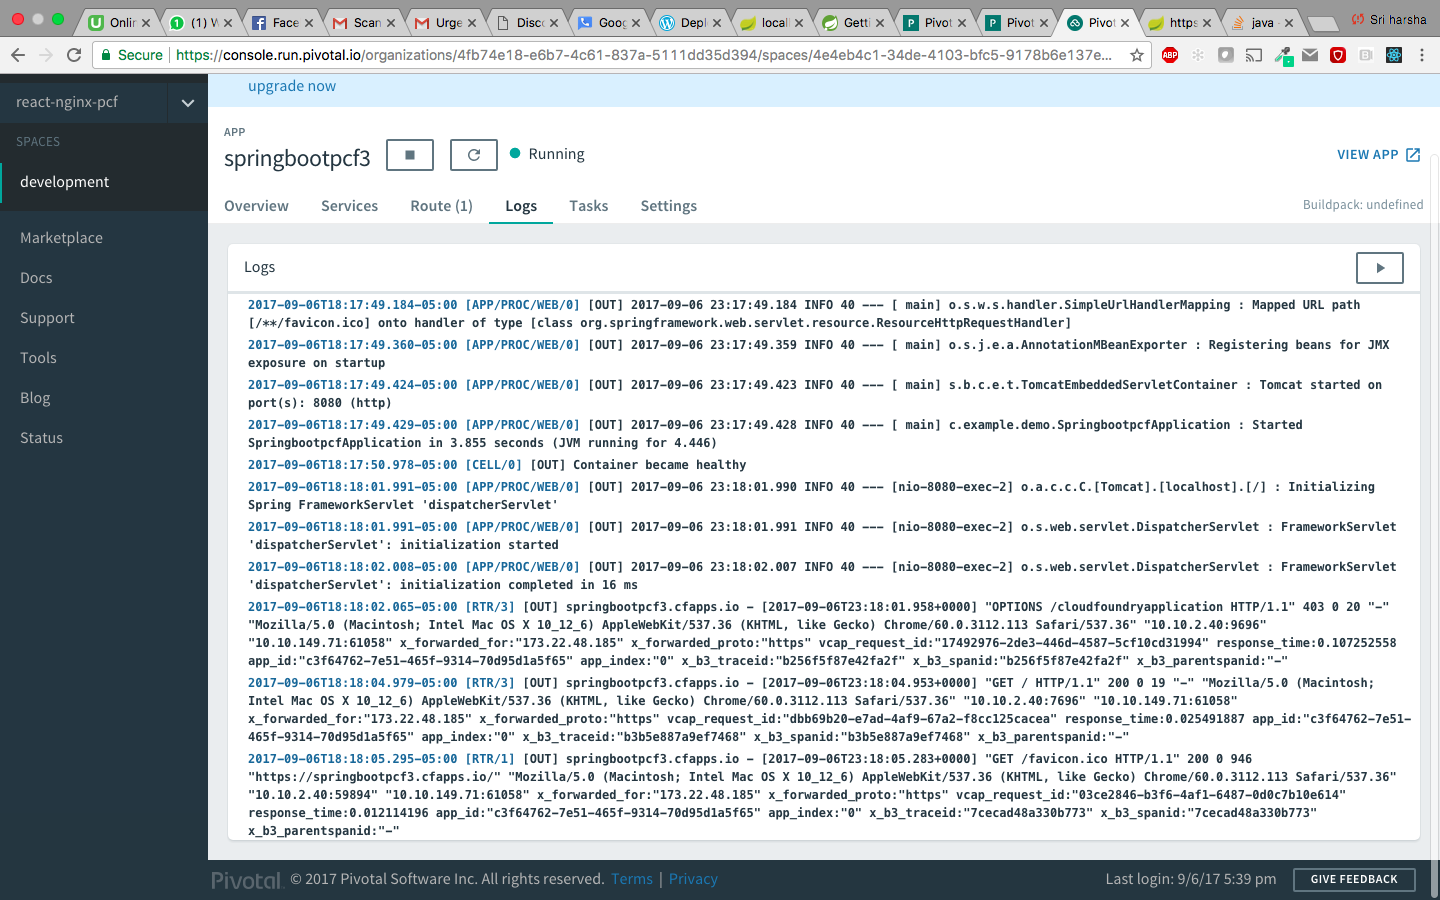 Onlin
(1) W
Face
Scan
Urge
Disco
Goog
Deplo
locall
Getti
Pivot
Pivot
Pivot
https
java -
Sri harsha
Secure | https://console.run.pivotal.io/organizations/4fb74e18-e6b7-4c61-837a-5111dd35d394/spaces/4e4eb4c1-34de-4103-bfc5-9178b6e137e...
react-nginx-pcf
upgrade now
SPACES
development
Marketplace
Docs
Support
Tools
Blog
Status
APP
springbootpcf3
Running
VIEW APP
Overview Services Route (1) Logs Tasks Settings
Buildpack: undefined
Logs
2017-09-06T18:17:49.184-05:00 [APP/PROC/WEB/0] [OUT] 2017-09-06 23:17:49.184 INFO 40 --- [ main] o.s.w.s.handler.SimpleUrlHandlerMapping : Mapped URL path
[/**/favicon.ico] onto handler of type [class org.springframework.web.servlet.resource.ResourceHttpRequestHandler]
2017-09-06T18:17:49.360-05:00 [APP/PROC/WEB/0] [OUT] 2017-09-06 23:17:49.359 INFO 40 --- [ main] o.s.j.e.a.AnnotationMBeanExporter : Registering beans for JMX
exposure on startup
2017-09-06T18:17:49.424-05:00 [APP/PROC/WEB/0] [OUT] 2017-09-06 23:17:49.423 INFO 40 --- [ main] s.b.c.e.t.TomcatEmbeddedServletContainer : Tomcat started on
port(s): 8080 (http)
2017-09-06T18:17:49.429-05:00 [APP/PROC/WEB/0] [OUT] 2017-09-06 23:17:49.428 INFO 40 --- [ main] c.example.demo.SpringbootpcfApplication : Started
SpringbootpcfApplication in 3.855 seconds (JVM running for 4.446)
2017-09-06T18:17:50.978-05:00 [CELL/0] [OUT] Container became healthy
2017-09-06T18:18:01.991-05:00 [APP/PROC/WEB/0] [OUT] 2017-09-06 23:18:01.990 INFO 40 --- [nio-8080-exec-2] o.a.c.c.C.[Tomcat].[localhost].[/] : Initializing
Spring FrameworkServlet 'dispatcherServlet'
2017-09-06T18:18:01.991-05:00 [APP/PROC/WEB/0] [OUT] 2017-09-06 23:18:01.991 INFO 40 --- [nio-8080-exec-2] o.s.web.servlet.DispatcherServlet : FrameworkServlet
'dispatcherServlet': initialization started
2017-09-06T18:18:02.008-05:00 [APP/PROC/WEB/0] [OUT] 2017-09-06 23:18:02.007 INFO 40 --- [nio-8080-exec-2] o.s.web.servlet.DispatcherServlet : FrameworkServlet
'dispatcherServlet': initialization completed in 16 ms
2017-09-06T18:18:02.065-05:00 [RTR/3] [OUT] springbootpcf3.cfapps.io - [2017-09-06T23:18:01.958+0000] "OPTIONS /cloudfoundryapplication HTTP/1.1" 403 0 20 "-"
"Mozilla/5.0 (Macintosh; Intel Mac OS X 10_12_6) AppleWebKit/537.36 (KHTML, like Gecko) Chrome/60.0.3112.113 Safari/537.36" "10.10.2.40:9696"
"10.10.149.71:61058" x_forwarded_for:"173.22.48.185" x_forwarded_proto:"https" vcap_request_id:"17492976-2de3-446d-4587-5cf10cd31994" response_time:0.107252558
app_id:"c3f64762-7e51-465f-9314-70d95d1a5f65" app_index:"0" x_b3_traceid:"b256f5f87e42fa2f" x_b3_spanid:"b256f5f87e42fa2f" x_b3_parentspanid:"-"
2017-09-06T18:18:04.979-05:00 [RTR/3] [OUT] springbootpcf3.cfapps.io - [2017-09-06T23:18:04.953+0000] "GET / HTTP/1.1" 200 0 19 "-" "Mozilla/5.0 (Macintosh;
Intel Mac OS X 10_12_6) AppleWebKit/537.36 (KHTML, like Gecko) Chrome/60.0.3112.113 Safari/537.36" "10.10.2.40:7696" "10.10.149.71:61058"
x_forwarded_for:"173.22.48.185" x_forwarded_proto:"https" vcap_request_id:"dbb69b20-e7ad-4af9-67a2-f8cc125cacea" response_time:0.025491887 app_id:"c3f64762-7e51-
465f-9314-70d95d1a5f65" app_index:"0" x_b3_traceid:"b3b5e887a9ef7468" x_b3_spanid:"b3b5e887a9ef7468" x_b3_parentspanid:"-"
2017-09-06T18:18:05.295-05:00 [RTR/1] [OUT] springbootpcf3.cfapps.io - [2017-09-06T23:18:05.283+0000] "GET /favicon.ico HTTP/1.1" 200 0 946
"https://springbootpcf3.cfapps.io/" "Mozilla/5.0 (Macintosh; Intel Mac OS X 10_12_6) AppleWebKit/537.36 (KHTML, like Gecko) Chrome/60.0.3112.113 Safari/537.36"
"10.10.2.40:59894" "10.10.149.71:61058" x_forwarded_for:"173.22.48.185" x_forwarded_proto:"https" vcap_request_id:"03ce2846-b3f6-4af1-6487-0d0c7b10e614"
response_time:0.012114196 app_id:"c3f64762-7e51-465f-9314-70d95d1a5f65" app_index:"0" x_b3_traceid:"7cecad48a330b773" x_b3_spanid:"7cecad48a330b773"
x_b3_parentspanid:"-"
Pivotal. © 2017 Pivotal Software Inc. All rights reserved. Terms | Privacy
Last login: 9/6/17 5:39 pm
GIVE FEEDBACK